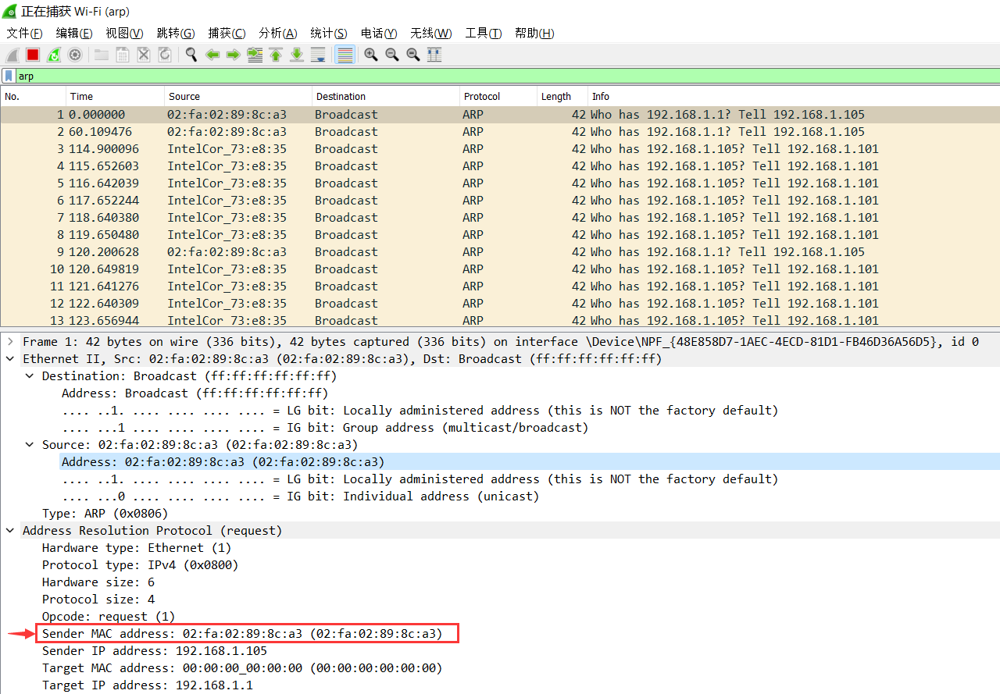 正在捕获 Wi-Fi (arp)
文件(F) 编辑(E) 视图(V) 跳转(G) 捕获(C) 分析(A) 统计(S) 电话(Y) 无线(W) 工具(T) 帮助(H)
arp
No. Time Source Destination Protocol Length Info
1 0.000000 02:fa:02:89:8c:a3 Broadcast ARP 42 Who has 192.168.1.1? Tell 192.168.1.105
2 60.109476 02:fa:02:89:8c:a3 Broadcast ARP 42 Who has 192.168.1.1? Tell 192.168.1.105
3 114.900096 IntelCor_73:e8:35 Broadcast ARP 42 Who has 192.168.1.105? Tell 192.168.1.101
4 115.652603 IntelCor_73:e8:35 Broadcast ARP 42 Who has 192.168.1.105? Tell 192.168.1.101
5 116.642039 IntelCor_73:e8:35 Broadcast ARP 42 Who has 192.168.1.105? Tell 192.168.1.101
6 117.652244 IntelCor_73:e8:35 Broadcast ARP 42 Who has 192.168.1.105? Tell 192.168.1.101
7 118.640380 IntelCor_73:e8:35 Broadcast ARP 42 Who has 192.168.1.105? Tell 192.168.1.101
8 119.650480 IntelCor_73:e8:35 Broadcast ARP 42 Who has 192.168.1.105? Tell 192.168.1.101
9 120.200628 02:fa:02:89:8c:a3 Broadcast ARP 42 Who has 192.168.1.1? Tell 192.168.1.105
10 120.649819 IntelCor_73:e8:35 Broadcast ARP 42 Who has 192.168.1.105? Tell 192.168.1.101
11 121.641276 IntelCor_73:e8:35 Broadcast ARP 42 Who has 192.168.1.105? Tell 192.168.1.101
12 122.640309 IntelCor_73:e8:35 Broadcast ARP 42 Who has 192.168.1.105? Tell 192.168.1.101
13 123.656944 IntelCor_73:e8:35 Broadcast ARP 42 Who has 192.168.1.105? Tell 192.168.1.101
Frame 1: 42 bytes on wire (336 bits), 42 bytes captured (336 bits) on interface \Device\NPF_{48E858D7-1AEC-4ECD-81D1-FB46D36A56D5}, id 0
Ethernet II, Src: 02:fa:02:89:8c:a3 (02:fa:02:89:8c:a3), Dst: Broadcast (ff:ff:ff:ff:ff:ff)
Destination: Broadcast (ff:ff:ff:ff:ff:ff)
Address: Broadcast (ff:ff:ff:ff:ff:ff)
.... ..1. .... .... .... .... = LG bit: Locally administered address (this is NOT the factory default)
.... ...1 .... .... .... .... = IG bit: Group address (multicast/broadcast)
Source: 02:fa:02:89:8c:a3 (02:fa:02:89:8c:a3)
Address: 02:fa:02:89:8c:a3 (02:fa:02:89:8c:a3)
.... ..1. .... .... .... .... = LG bit: Locally administered address (this is NOT the factory default)
.... ...0 .... .... .... .... = IG bit: Individual address (unicast)
Type: ARP (0x0806)
Address Resolution Protocol (request)
Hardware type: Ethernet (1)
Protocol type: IPv4 (0x0800)
Hardware size: 6
Protocol size: 4
Opcode: request (1)
Sender MAC address: 02:fa:02:89:8c:a3 (02:fa:02:89:8c:a3)
Sender IP address: 192.168.1.105
Target MAC address: 00:00:00_00:00:00 (00:00:00:00:00:00)
Target IP address: 192.168.1.1